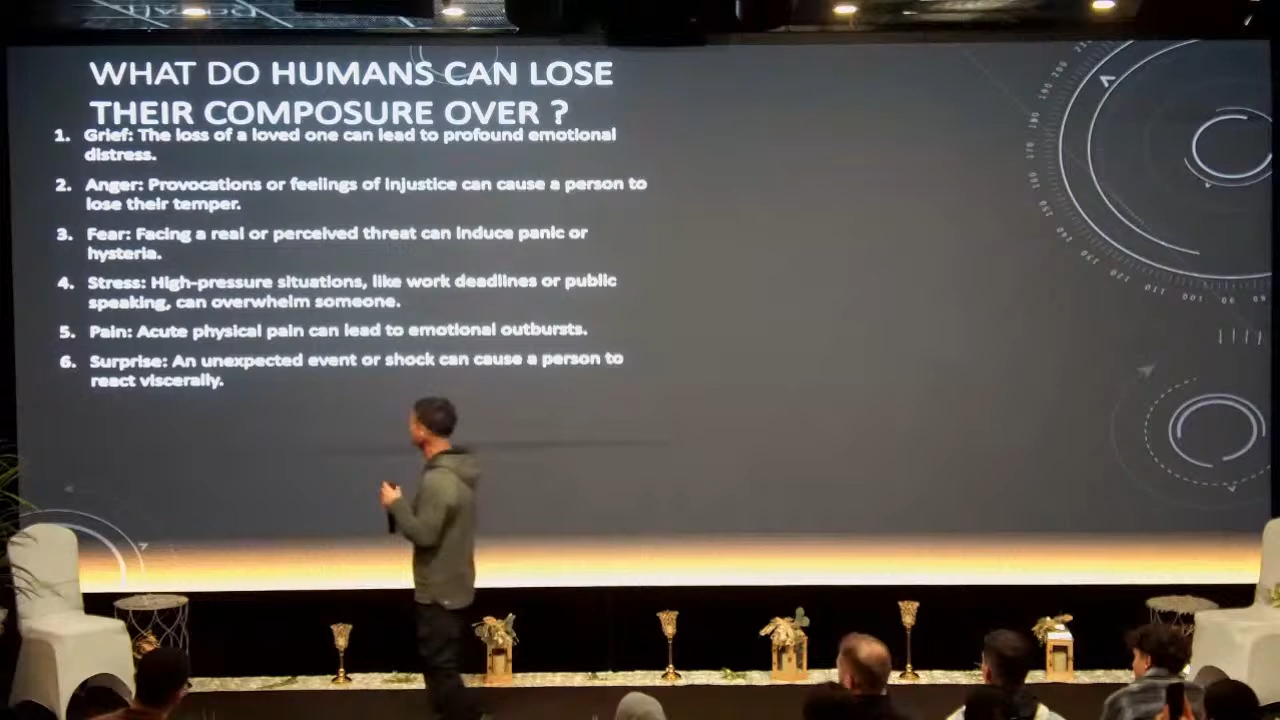 WHAT DO HUMANS CAN LOSE
THEIR COMPOSURE OVER ?
1. Grief: The loss of a loved one can lead to profound emotional
distress.
2. Anger: Provocations or feelings of injustice can cause a person to
lose their temper.
3. Fear: Facing a real or perceived threat can induce panic or
hysteria.
4. Stress: High-pressure situations, like work deadlines or public
speaking, can overwhelm someone.
5. Pain: Acute physical pain can lead to emotional outbursts.
6. Surprise: An unexpected event or shock can cause a person to
react viscerally.